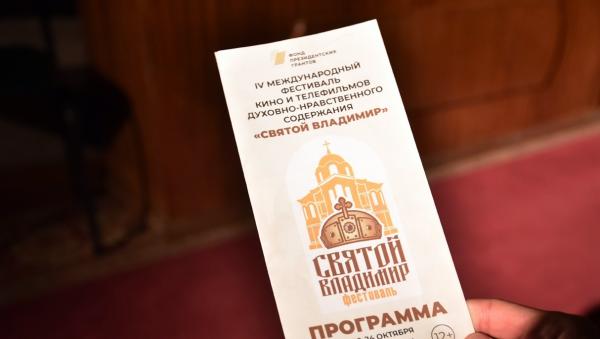 ФОНД
ПРЕЗИДЕНТСКИХ
ГРАНТОВ
IV МЕЖДУНАРОДНЫЙ
ФЕСТИВАЛЬ
КИНО И ТЕЛЕФИЛЬМОВ
ДУХОВНО-НРАВСТВЕННОГО
СОДЕРЖАНИЯ
«СВЯТОЙ ВЛАДИМИР»
СВЯТОЙ
ВЛАДИМИР
фестиваль
ПРОГРАММА
24 ОКТЯБРЯ
12+